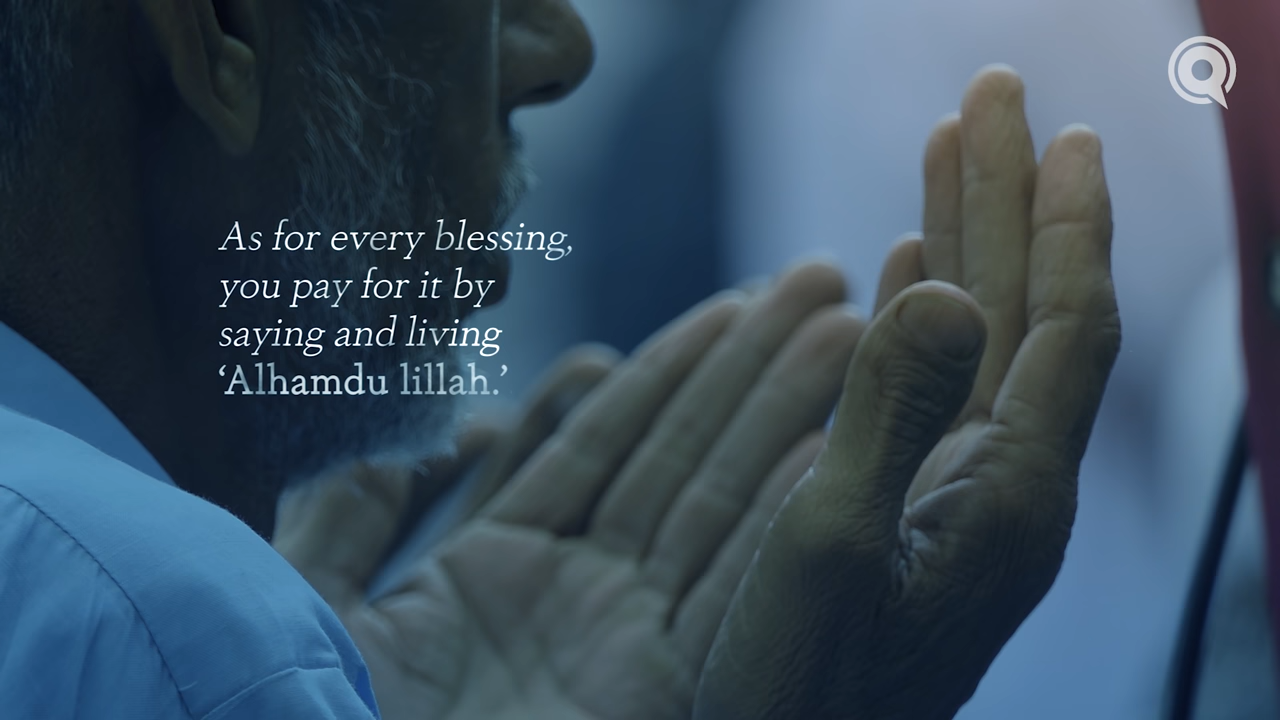 As for every blessing,
you pay for it by
saying and living
‘Alhamdu lillah.’